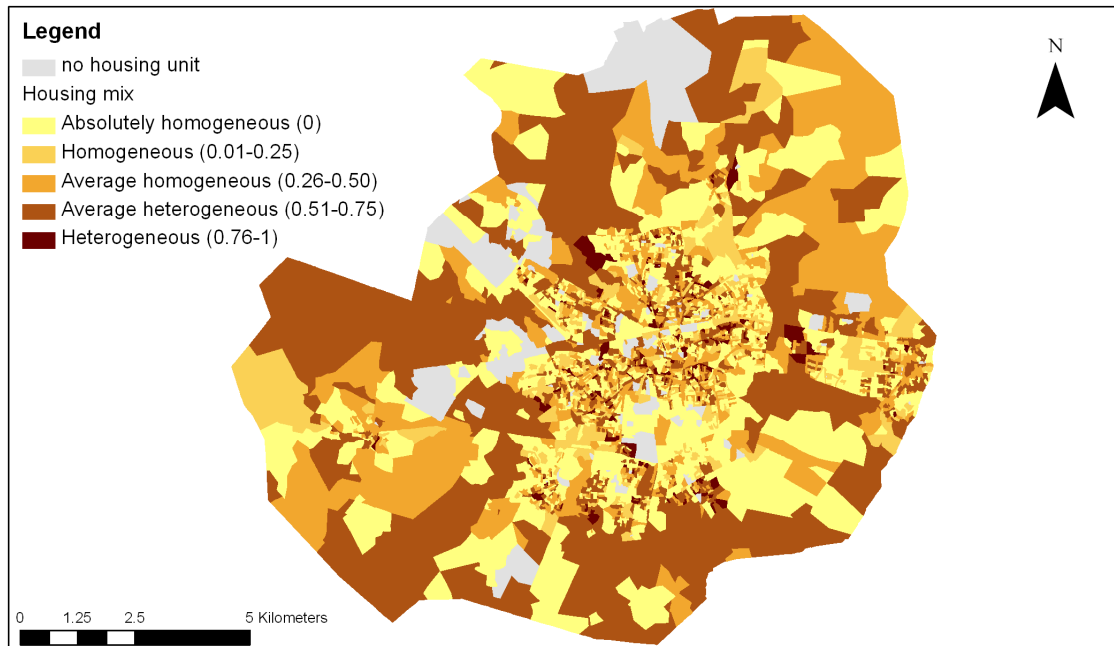 Legend
no housing unit
Housing mix
Absolutely homogeneous (0)
Homogeneous (0.01-0.25)
Average homogeneous (0.26-0.50)
Average heterogeneous (0.51-0.75)
Heterogeneous (0.76-1)
N
0 1.25 2.5 5 Kilometers